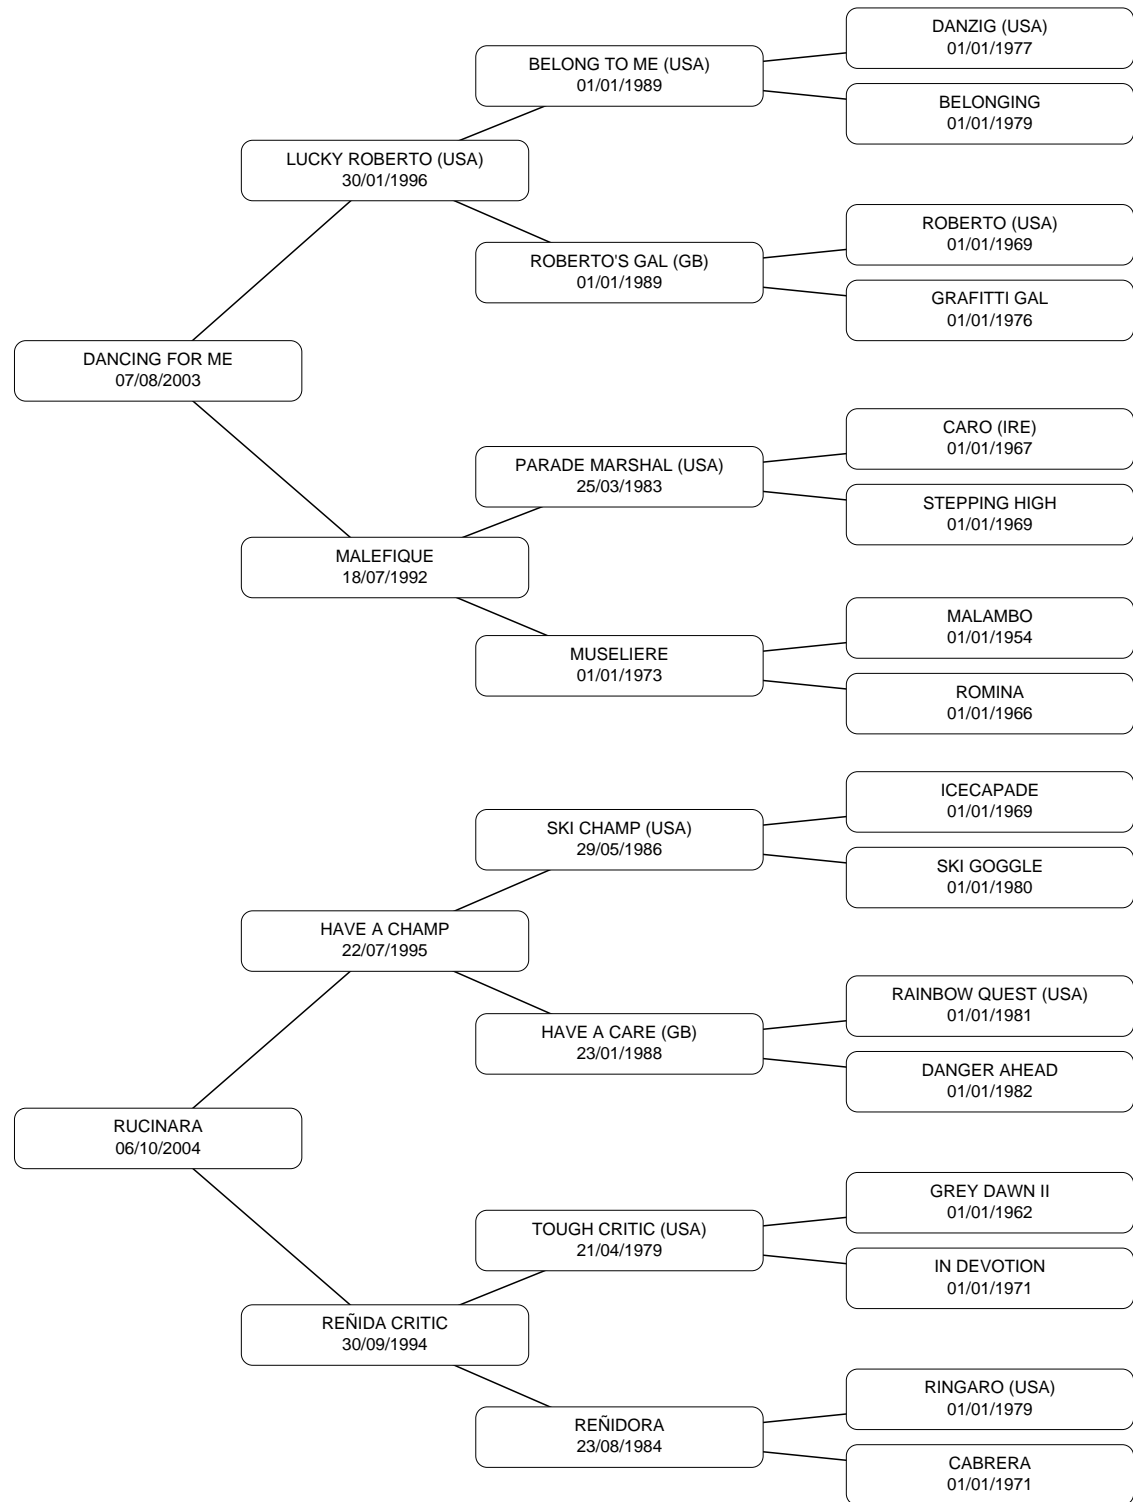 DANZIG (USA)
01/01/1977
BELONG TO ME (USA)
01/01/1989
BELONGING
01/01/1979
LUCKY ROBERTO (USA)
30/01/1996
ROBERTO (USA)
01/01/1969
ROBERTO'S GAL (GB)
01/01/1989
GRAFITTI GAL
01/01/1976
DANCING FOR ME
07/08/2003
CARO (IRE)
01/01/1967
PARADE MARSHAL (USA)
25/03/1983
STEPPING HIGH
01/01/1969
MALEFIQUE
18/07/1992
MALAMBO
01/01/1954
MUSELIERE
01/01/1973
ROMINA
01/01/1966
ICECAPADE
01/01/1969
SKI CHAMP (USA)
29/05/1986
SKI GOGGLE
01/01/1980
HAVE A CHAMP
22/07/1995
RAINBOW QUEST (USA)
01/01/1981
HAVE A CARE (GB)
23/01/1988
DANGER AHEAD
01/01/1982
RUCINARA
06/10/2004
GREY DAWN II
01/01/1962
TOUGH CRITIC (USA)
21/04/1979
IN DEVOTION
01/01/1971
REÑIDA CRITIC
30/09/1994
RINGARO (USA)
01/01/1979
REÑIDORA
23/08/1984
CABRERA
01/01/1971